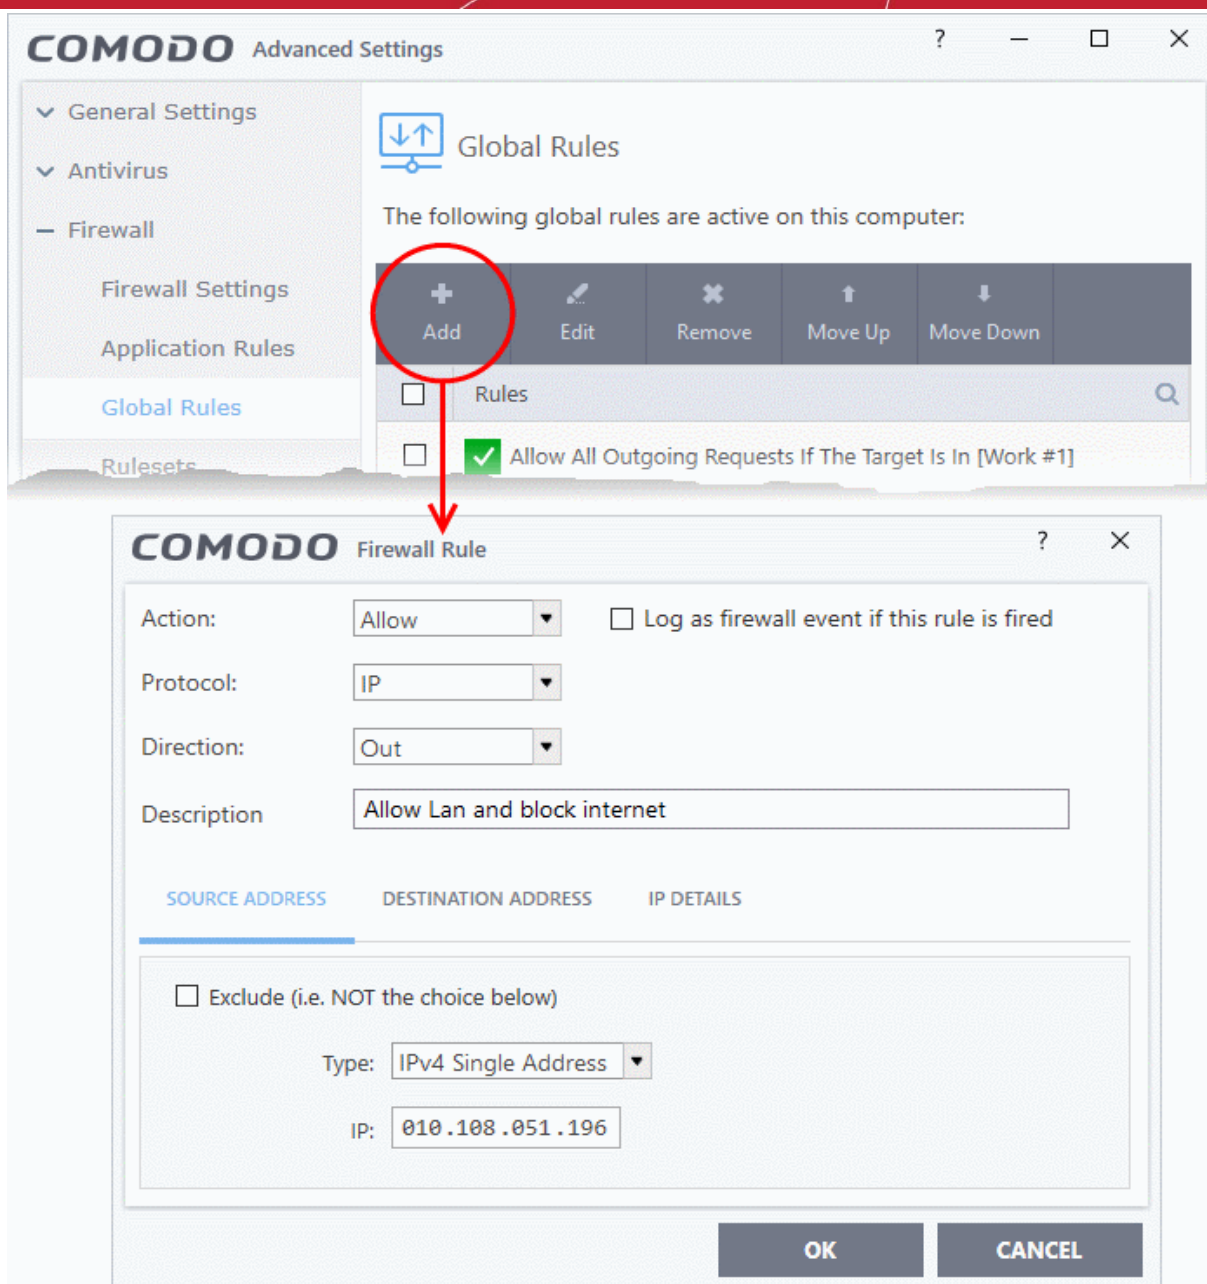 COMODO Advanced Settings ?
General Settings
Antivirus
Firewall
Firewall Settings
Application Rules
Global Rules
Rulesets
Global Rules
The following global rules are active on this computer:
Add Edit Remove Move Up Move Down
Rules
Allow All Outgoing Requests If The Target Is In [Work #1]
COMODO Firewall Rule ?
Action: Allow Log as firewall event if this rule is fired
Protocol: IP
Direction: Out
Description Allow Lan and block internet
SOURCE ADDRESS DESTINATION ADDRESS IP DETAILS
Exclude (i.e. NOT the choice below)
Type: IPv4 Single Address
IP: 010.108.051.196
OK CANCEL